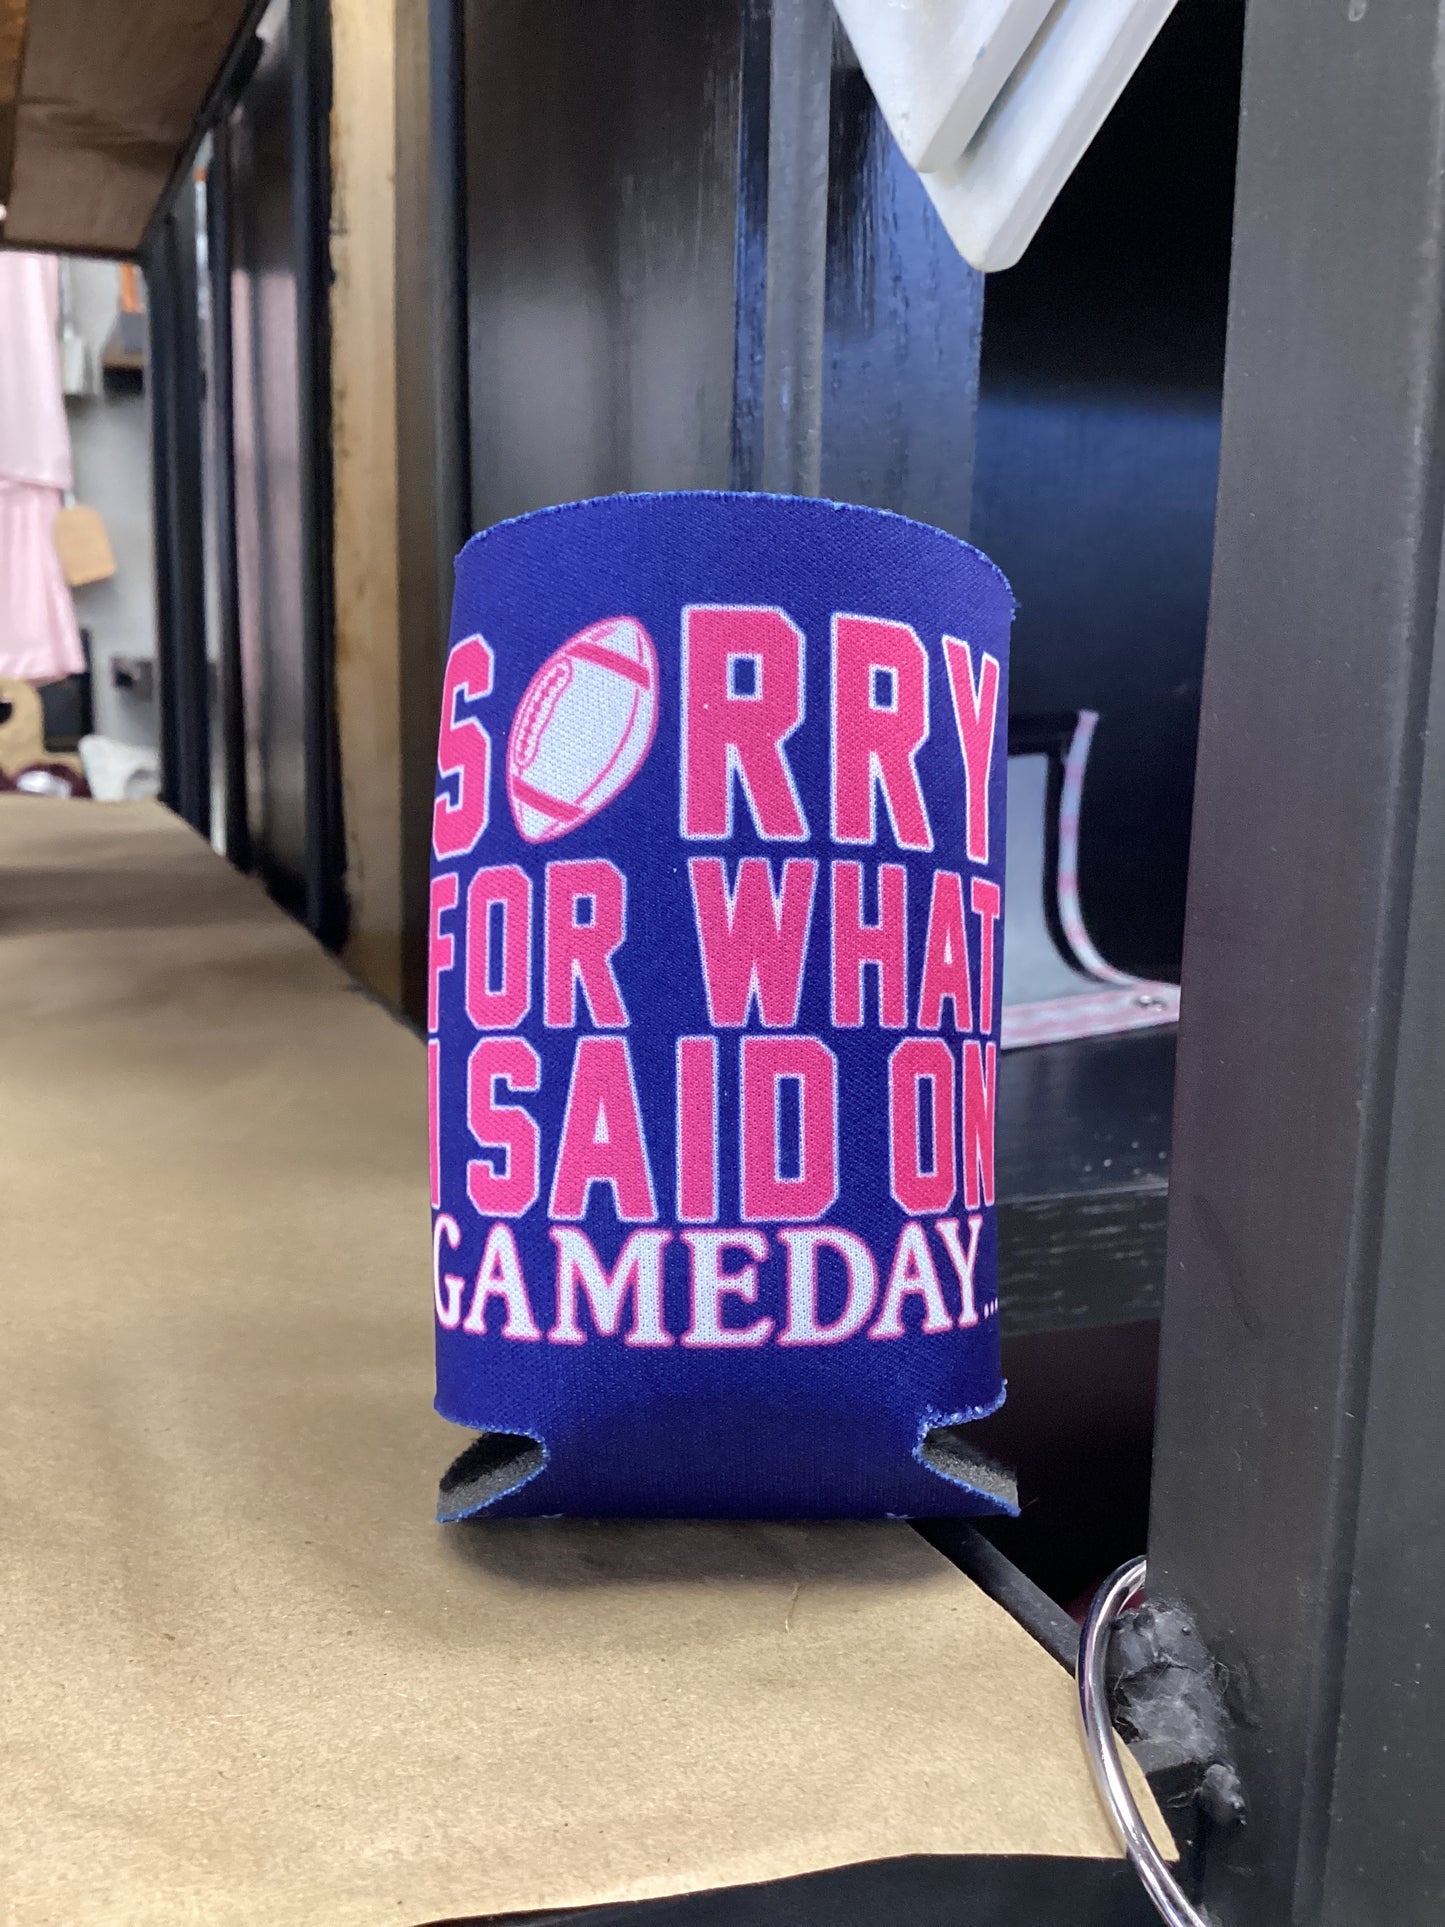 SORRY
FOR WHAT
I SAID ON
GAMEDAY...